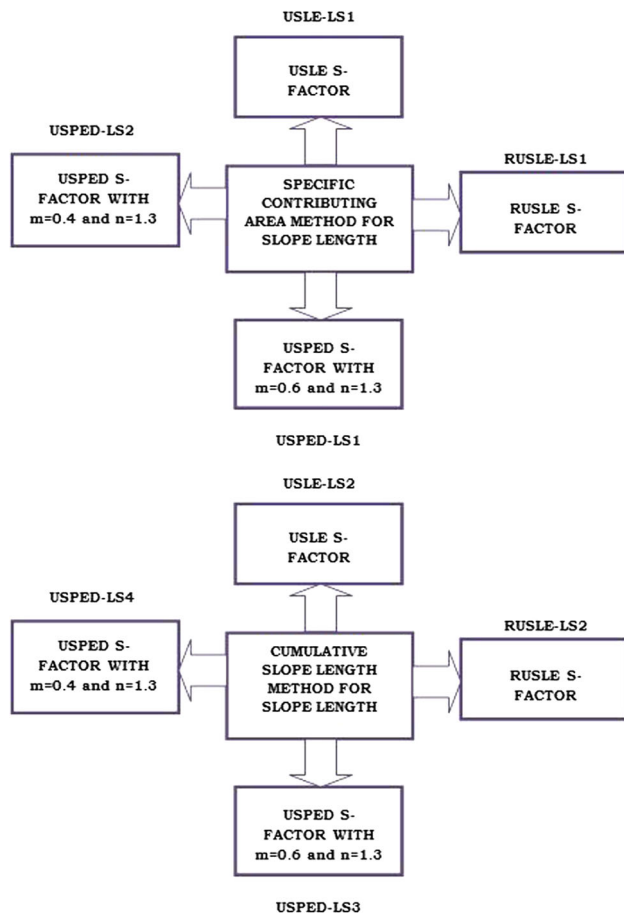 USLE-LS1
USLE S-
FACTOR
USPED-LS2
USPED S-
FACTOR WITH
m=0.4 and n=1.3
SPECIFIC
CONTRIBUTING
AREA METHOD FOR
SLOPE LENGTH
RUSLE-LS1
RUSLE S-
FACTOR
USPED S-
FACTOR WITH
m=0.6 and n=1.3
USPED-LS1
USLE-LS2
USLE S-
FACTOR
USPED-LS4
USPED S-
FACTOR WITH
m=0.4 and n=1.3
CUMULATIVE
SLOPE LENGTH
METHOD FOR
SLOPE LENGTH
RUSLE-LS2
RUSLE S-
FACTOR
USPED S-
FACTOR WITH
m=0.6 and n=1.3
USPED-LS3